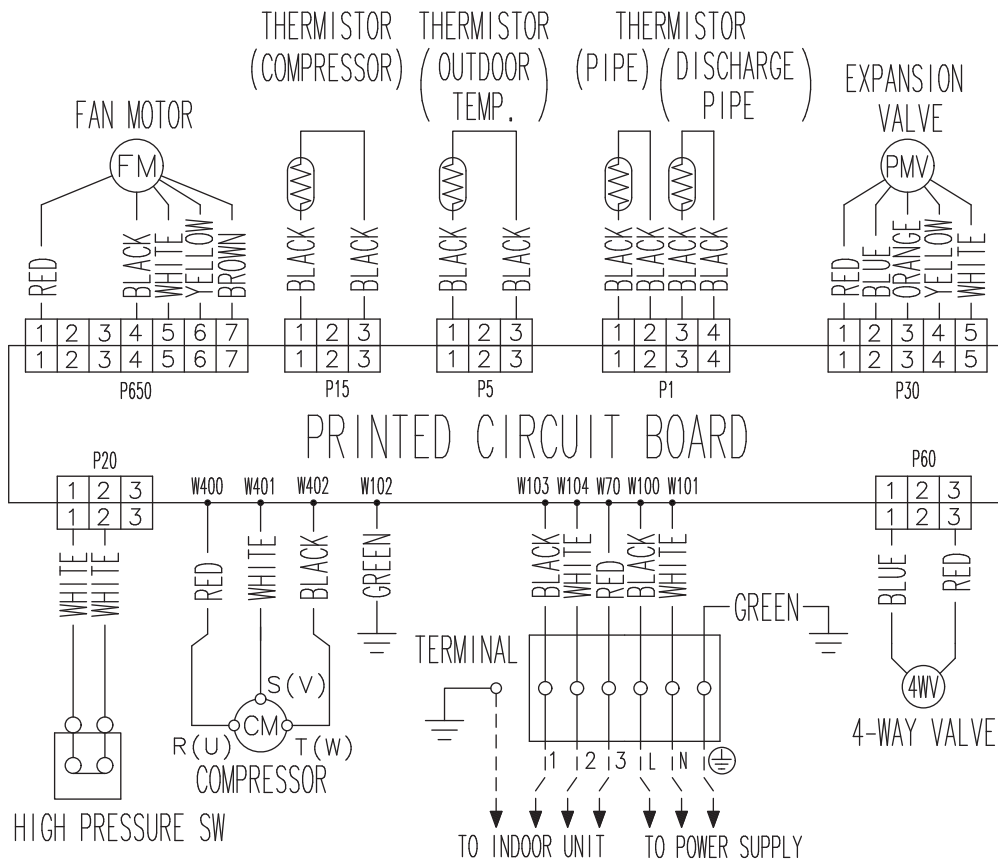 THERMISTOR THERMISTOR THERMISTOR
(COMPRESSOR) (OUTDOOR TEMP.) (PIPE) (DISCHARGE PIPE)
EXPANSION
VALVE
FAN MOTOR
FM
PMV
RED BLACK WHITE YELLOW BROWN
BLACK BLACK
BLACK BLACK
BLACK BLACK BLACK BLACK
RED BLUE ORANGE YELLOW WHITE
1 2 3 4 5 6 7 1 2 3 1 2 3 1 2 3 4 1 2 3 4 5
1 2 3 4 5 6 7 1 2 3 1 2 3 1 2 3 4 1 2 3 4 5
P650 P15 P5 P1 P30
PRINTED CIRCUIT BOARD
P20 P60
1 2 3 W400 W401 W402 W102 W103 W104 W70 W100 W101 1 2 3
1 2 3 1 2 3
WHITE WHITE RED WHITE BLACK GREEN BLACK WHITE RED BLACK WHITE BLUE RED
GREEN
TERMINAL
S(V)
4WV
CM
R(U) T(W)
4-WAY VALVE
1 2 3 L N
COMPRESSOR
HIGH PRESSURE SW
TO INDOOR UNIT TO POWER SUPPLY